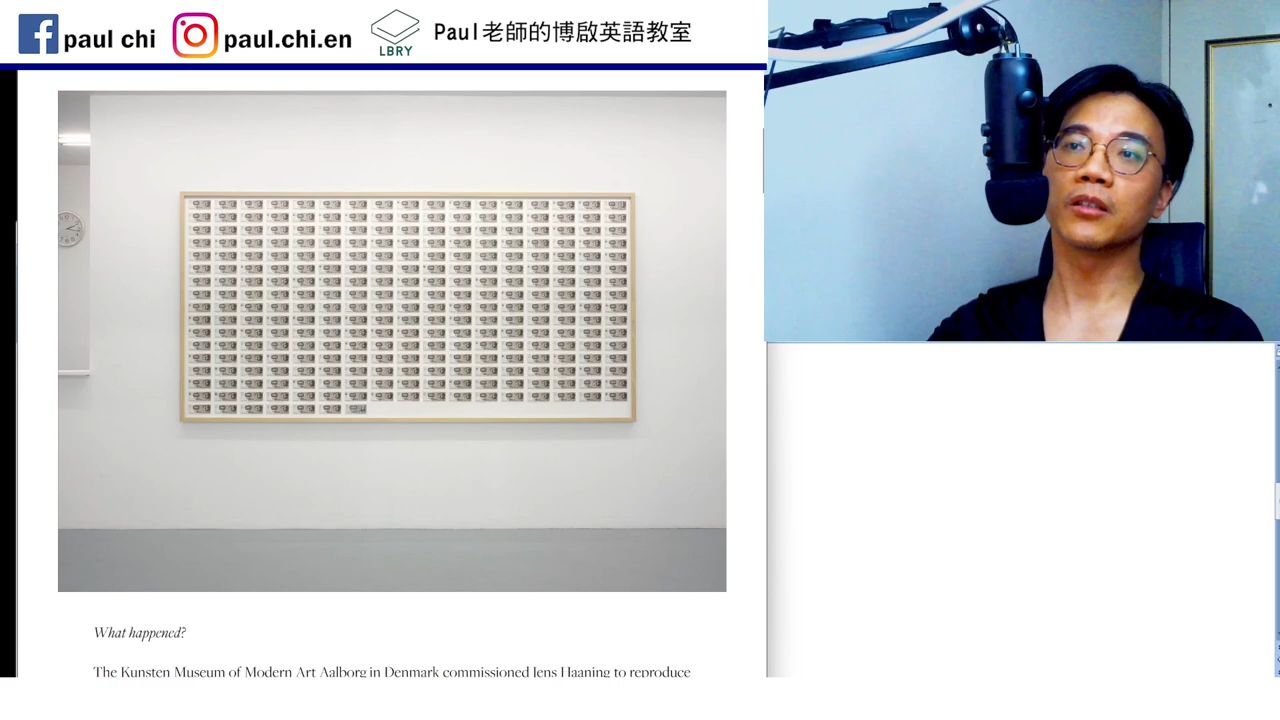 paul chi
paul.chi.en
LBRY
Paul老師的博啟英語教室
What happened?
The Kunsten Museum of Modern Art Aalborg in Denmark commissioned Jens Haaning to reproduce